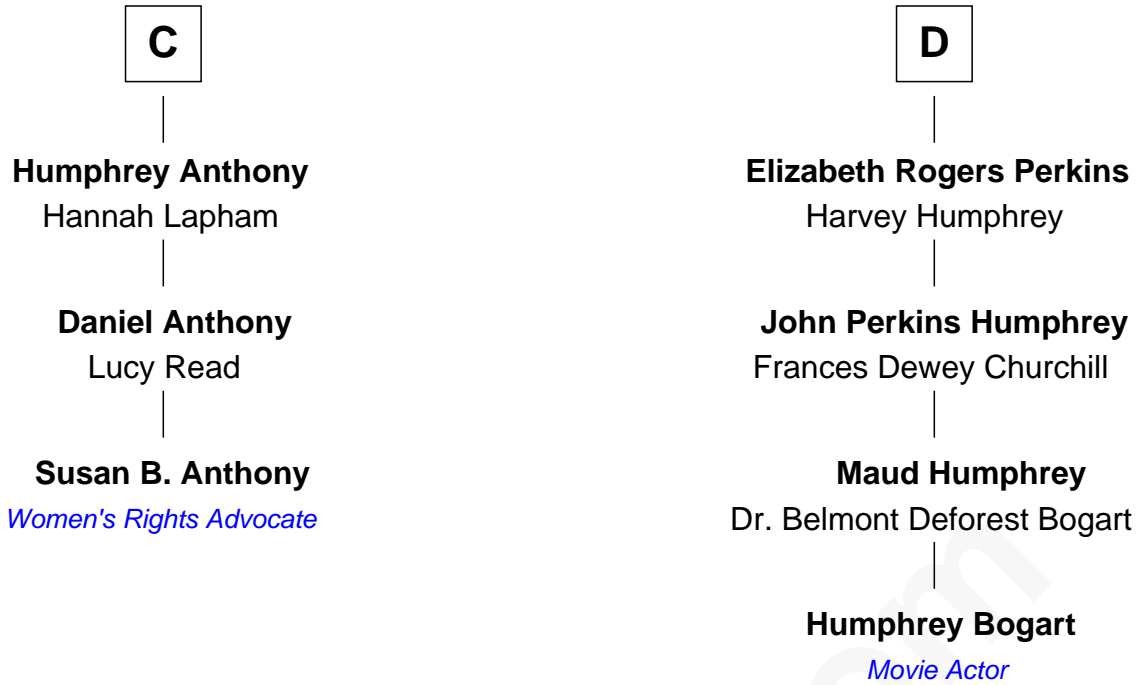 C
Humphrey Anthony
Hannah Lapham
Daniel Anthony
Lucy Read
Susan B. Anthony
Women's Rights Advocate
D
Elizabeth Rogers Perkins
Harvey Humphrey
John Perkins Humphrey
Frances Dewey Churchill
Maud Humphrey
Dr. Belmont Deforest Bogart
Humphrey Bogart
Movie Actor